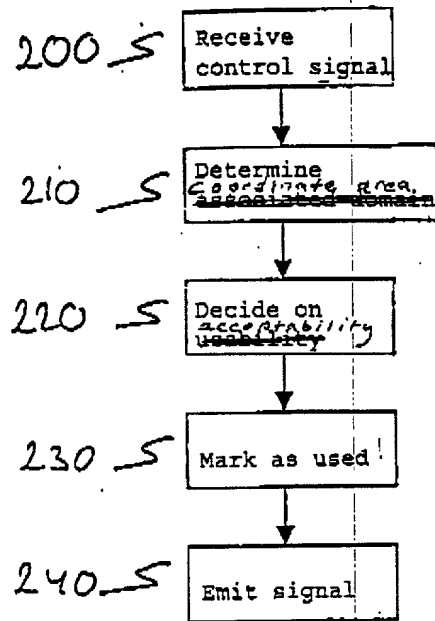 200 Receive
control signal
210 Determine
Coordinate area
associated domain
220 Decide on
acceptability
usability
230 Mark as used
240 Emit signal